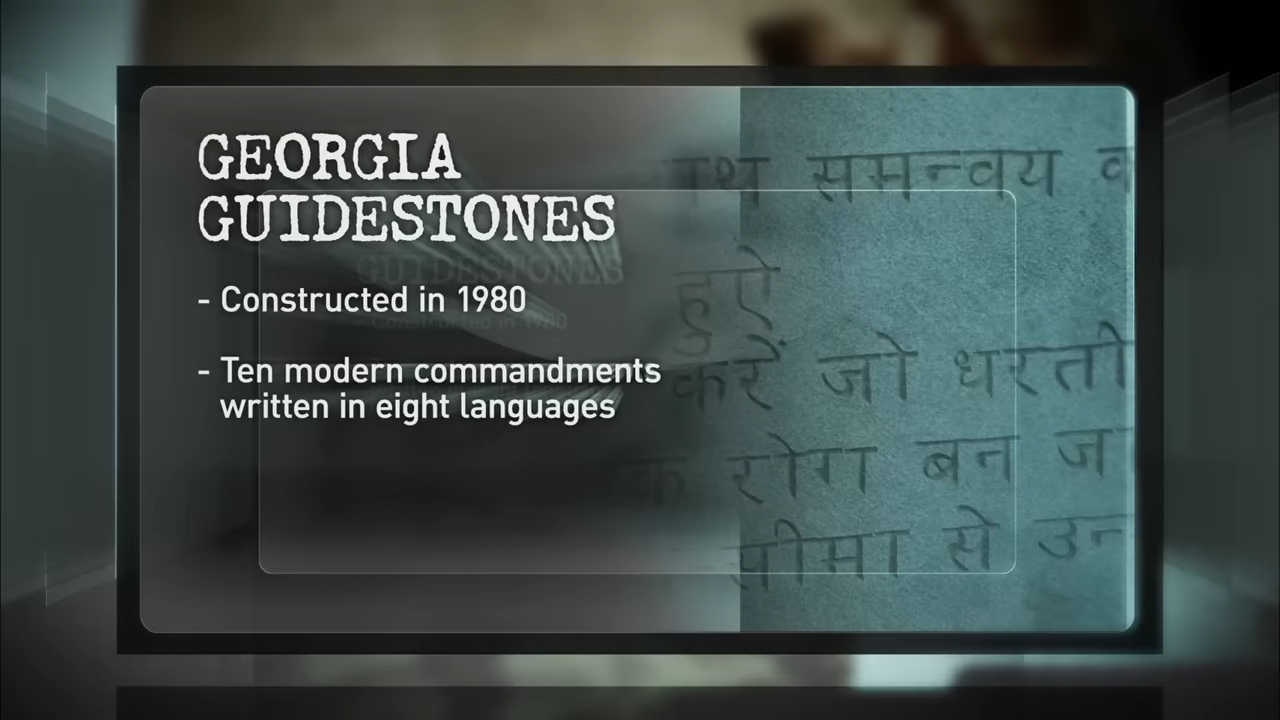 GEORGIA
GUIDESTONES
- Constructed in 1980
- Ten modern commandments
written in eight languages
समन्वय
हुऐ
करें जो धरती
रोग बन
सीमा से